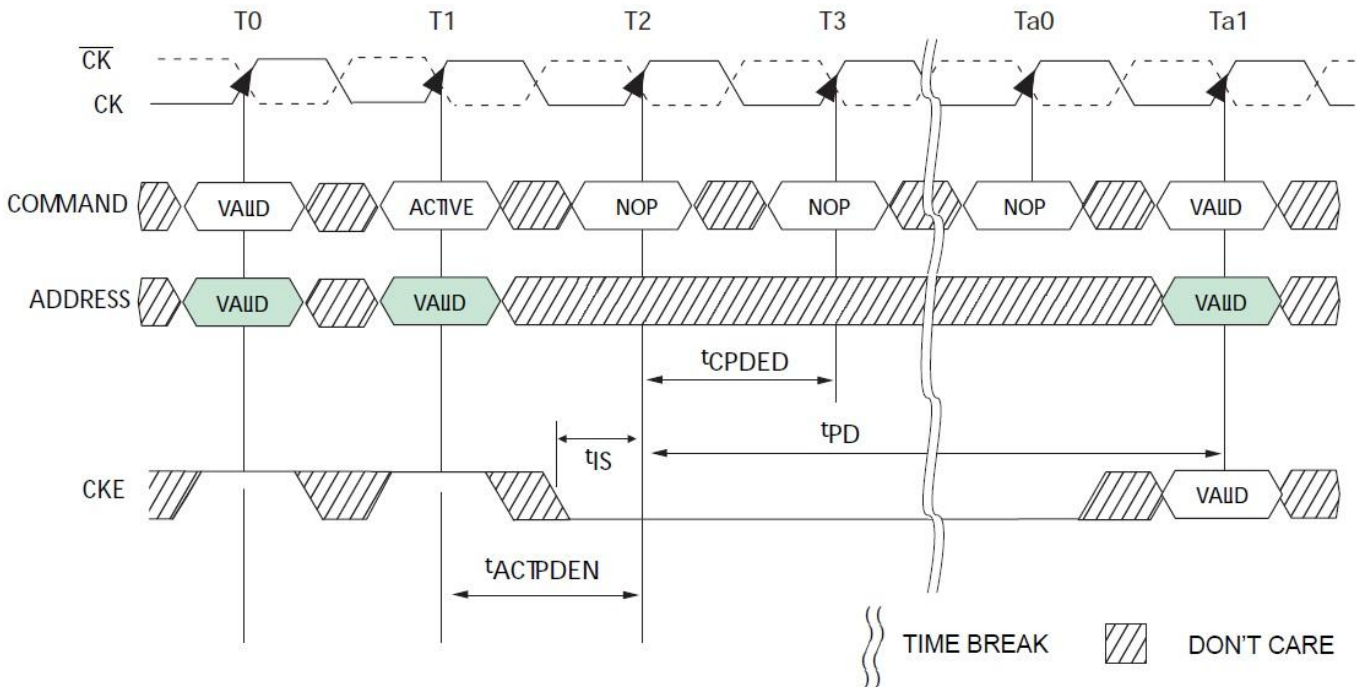 T0 T1 T2 T3 Ta0 Ta1
CK
CK
COMMAND VALID ACTIVE NOP NOP NOP VALID
ADDRESS VALID VALID VALID
tCPDED
tPD
tIS
CKE VALID
tACTPDEN
TIME BREAK DON'T CARE